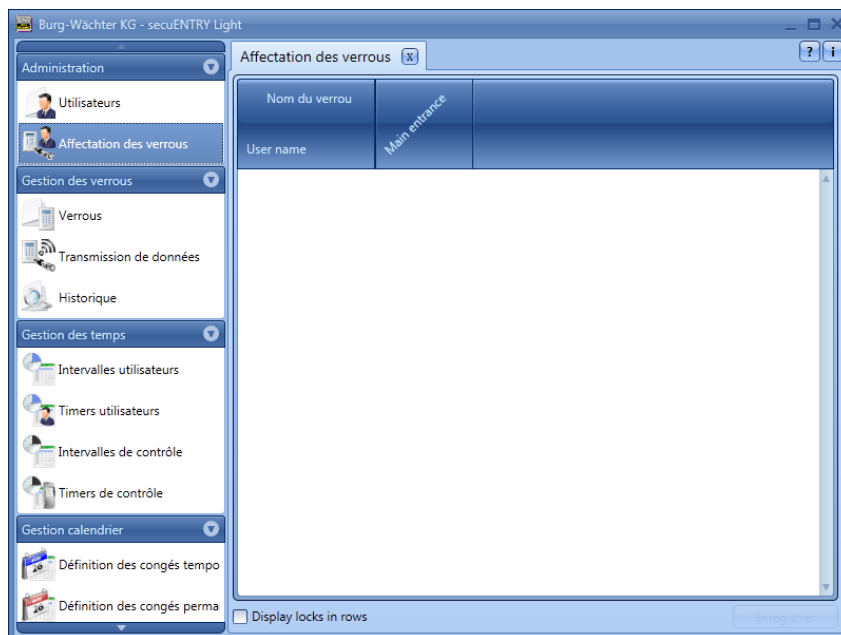 Burg-Wächter KG - secuENTRY Light
Administration
Utilisateurs
Affectation des verrous
Gestion des verrous
Verrous
Transmission de données
Historique
Gestion des temps
Intervalles utilisateurs
Timers utilisateurs
Intervalles de contrôle
Timers de contrôle
Gestion calendrier
Définition des congés tempo
Définition des congés perma
Affectation des verrous x
? i
Nom du verrou
Main entrance
User name
Display locks in rows
Enregistrer